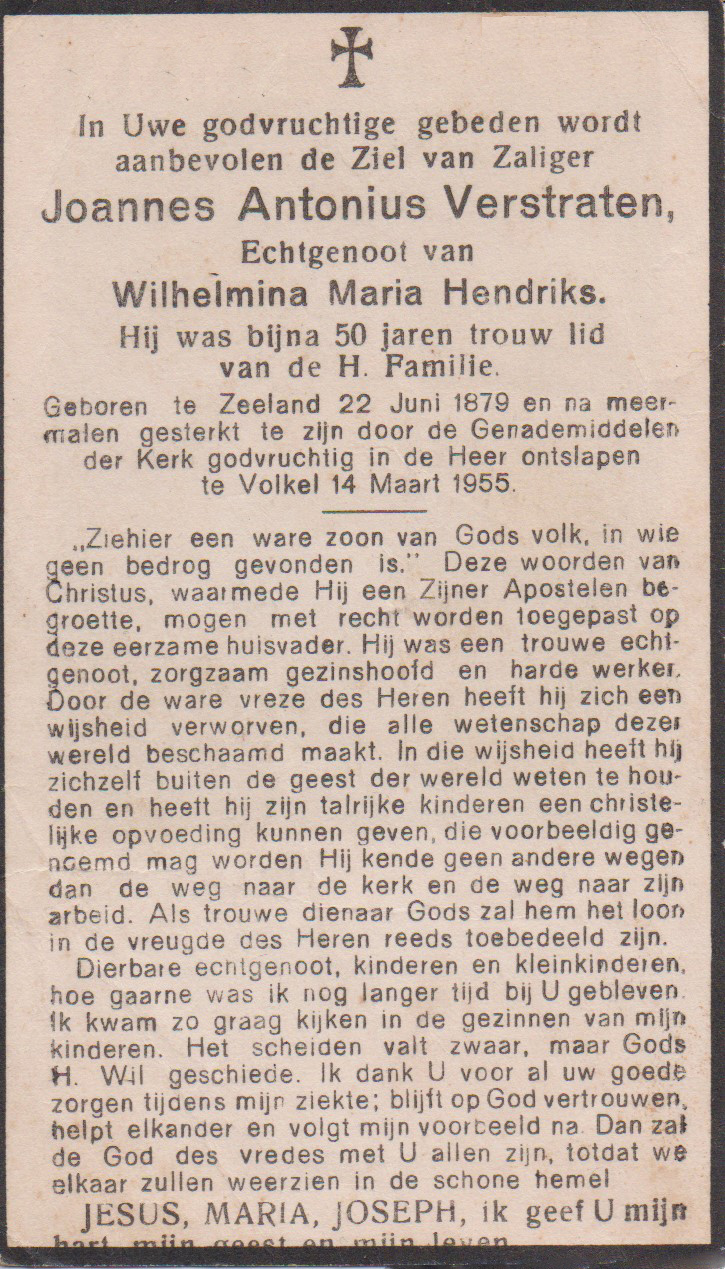 In Uwe godvruchtige gebeden wordt
aanbevolen de Ziel van Zaliger
Joannes Antonius Verstraten,
Echtgenoot van
Wilhelmina Maria Hendriks.
Hij was bijna 50 jaren trouw lid
van de H. Familie.
Geboren te Zeeland 22 Juni 1879 en na meer-
malen gesterkt te zijn door de Genademiddelen
der Kerk godvruchtig in de Heer ontslapen
te Volkel 14 Maart 1955.
„Ziehier een ware zoon van Gods volk, in wie
geen bedrog gevonden is.” Deze woorden van
Christus, waarmede Hij een Zijner Apostelen be-
groette, mogen met recht worden toegepast op
deze eerzame huisvader. Hij was een trouwe echt-
genoot, zorgzaam gezinshoofd en harde werker.
Door de ware vreze des Heren heeft hij zich een
wijsheid verworven, die alle wetenschap dezer
wereld beschaamd maakt. In die wijsheid heeft hij
zichzelf buiten de geest der wereld weten te hou-
den en heeft hij zijn talrijke kinderen een christe-
lijke opvoeding kunnen geven, die voorbeeldig ge-
noemd mag worden Hij kende geen andere wegen
dan de weg naar de kerk en de weg naar zijn
arbeid. Als trouwe dienaar Gods zal hem het loon
in de vreugde des Heren reeds toebedeeld zijn.
Dierbare echtgenoot, kinderen en kleinkinderen,
hoe gaarne was ik nog langer tijd bij U gebleven.
Ik kwam zo graag kijken in de gezinnen van mijn
kinderen. Het scheiden valt zwaar, maar Gods
H. Wil geschiede. Ik dank U voor al uw goede
zorgen tijdens mijn ziekte; blijft op God vertrouwen,
helpt elkander en volgt mijn voorbeeld na. Dan zal
de God des vredes met U allen zijn, totdat we
elkaar zullen weerzien in de schone hemel
JESUS, MARIA, JOSEPH, ik geef U mijn
hart, mijn geest en mijn leven